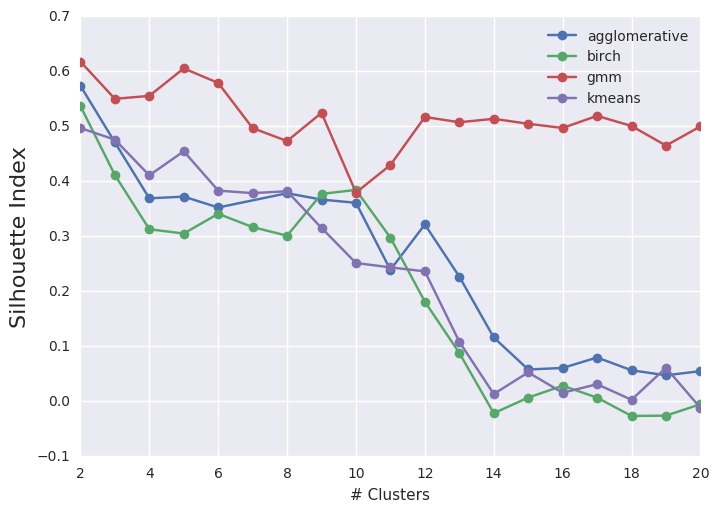 0.7
0.6
0.5
0.4
0.3
0.2
0.1
0.0
−0.1
Silhouette Index
agglomerative
birch
gmm
kmeans
2 4 6 8 10 12 14 16 18 20
# Clusters